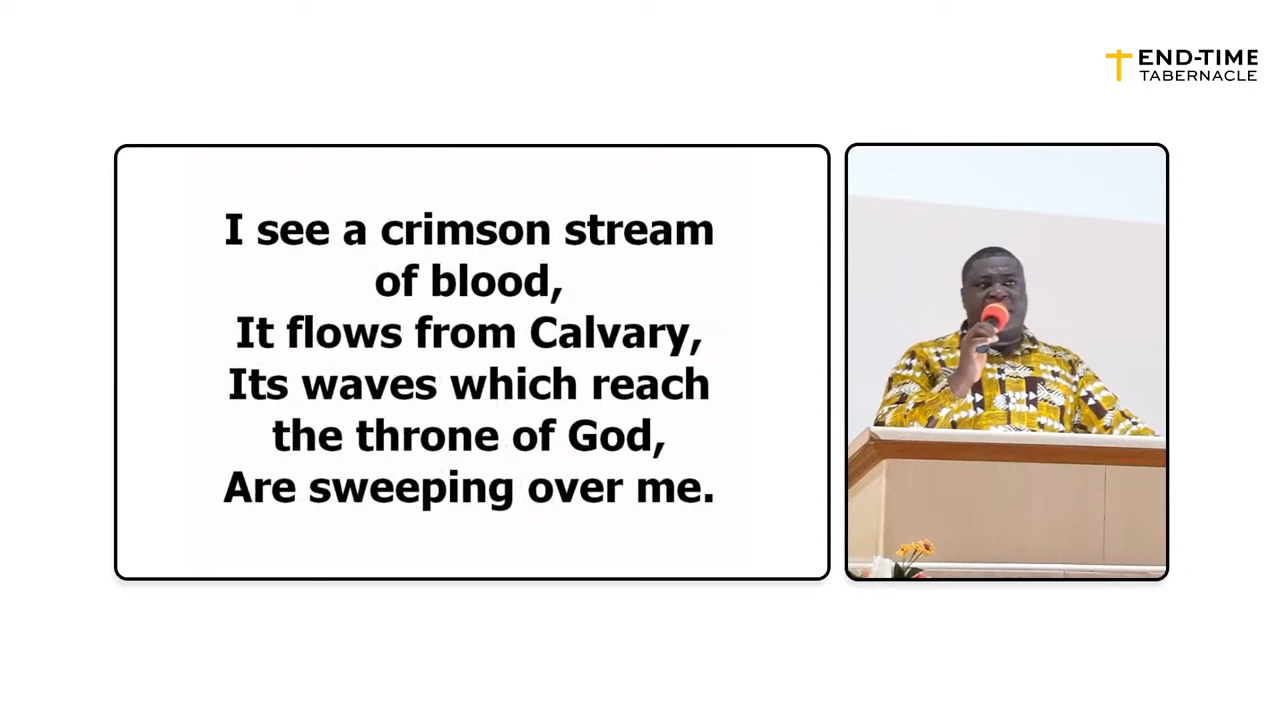 END-TIME
TABERNACLE
I see a crimson stream
of blood,
It flows from Calvary,
Its waves which reach
the throne of God,
Are sweeping over me.